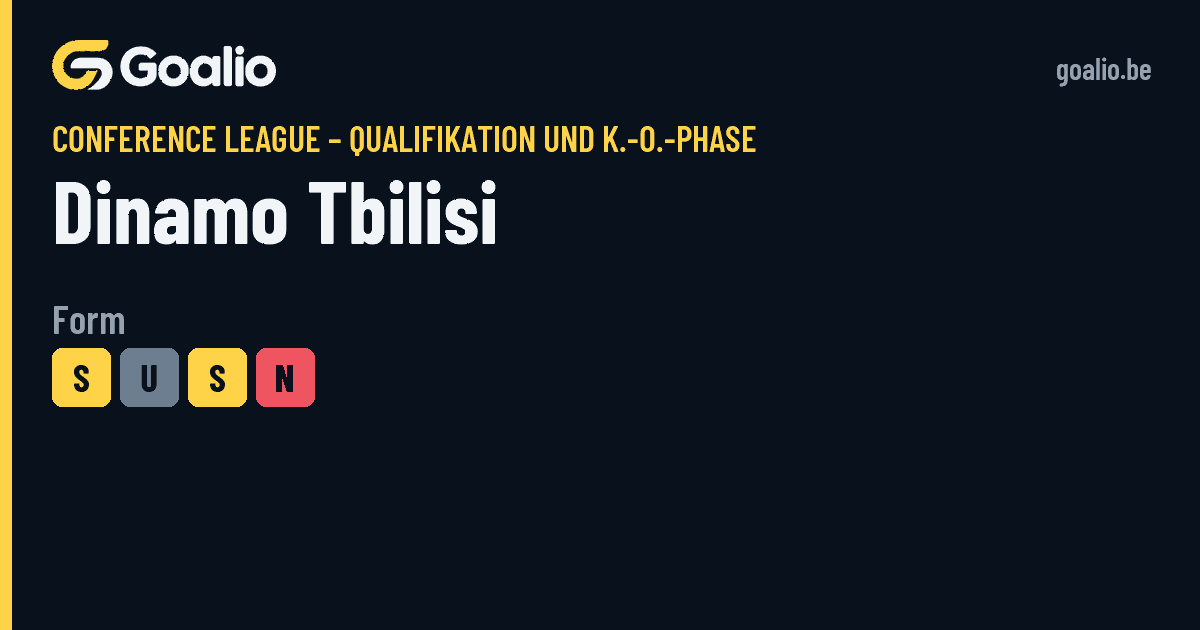 Goalio
goalio.be
CONFERENCE LEAGUE – QUALIFIKATION UND K.-O.-PHASE
Dinamo Tbilisi
Form
S U S N